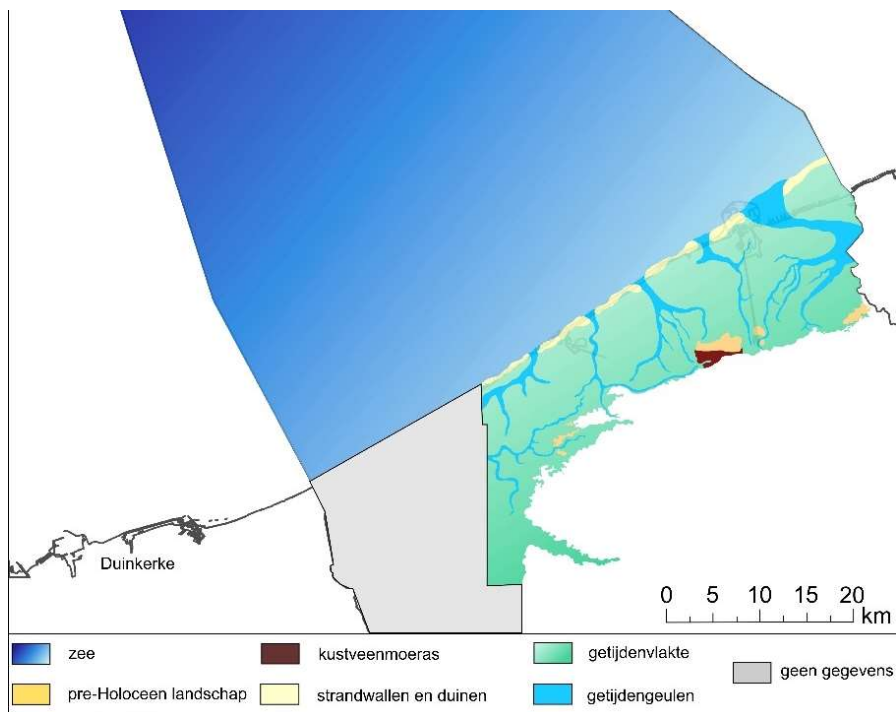 Duinkerke
0 5 10 15 20
km
zee
kustveenmoeras
getijdenvlakte
geen gegevens
pre-Holoceen landschap
strandwallen en duinen
getijdengeulen